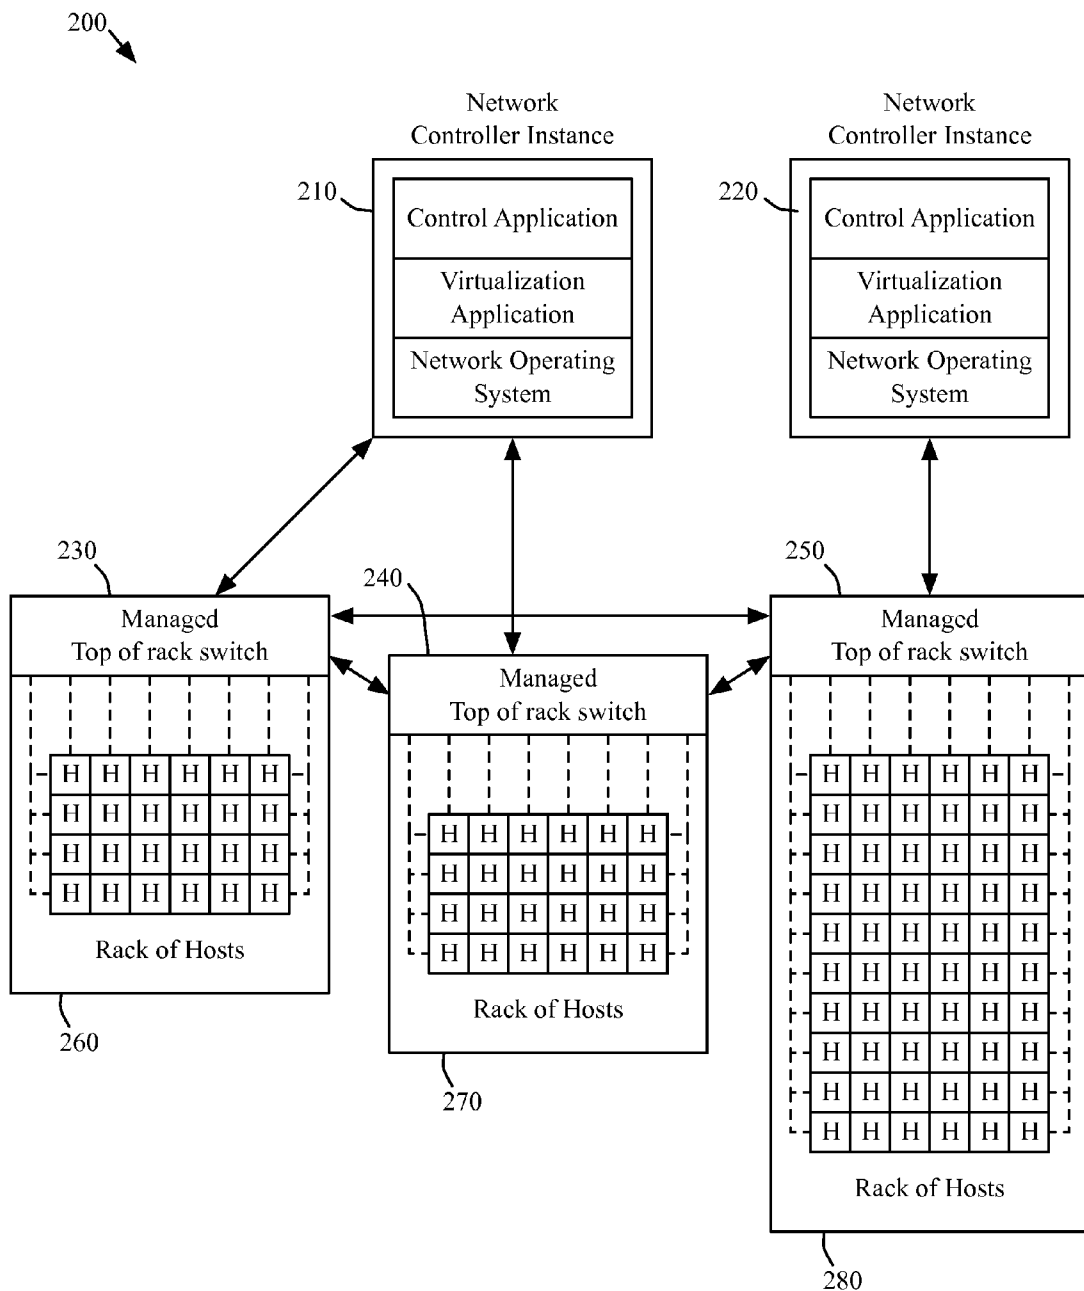 200
Network
Controller Instance
Network
Controller Instance
210
Control Application
Virtualization
Application
Network Operating
System
220
Control Application
Virtualization
Application
Network Operating
System
230
Managed
Top of rack switch
H H H H H H
H H H H H H
H H H H H H
H H H H H H
Rack of Hosts
260
240
Managed
Top of rack switch
H H H H H H
H H H H H H
H H H H H H
H H H H H H
Rack of Hosts
270
250
Managed
Top of rack switch
H H H H H H
H H H H H H
H H H H H H
H H H H H H
H H H H H H
H H H H H H
H H H H H H
H H H H H H
H H H H H H
H H H H H H
Rack of Hosts
280